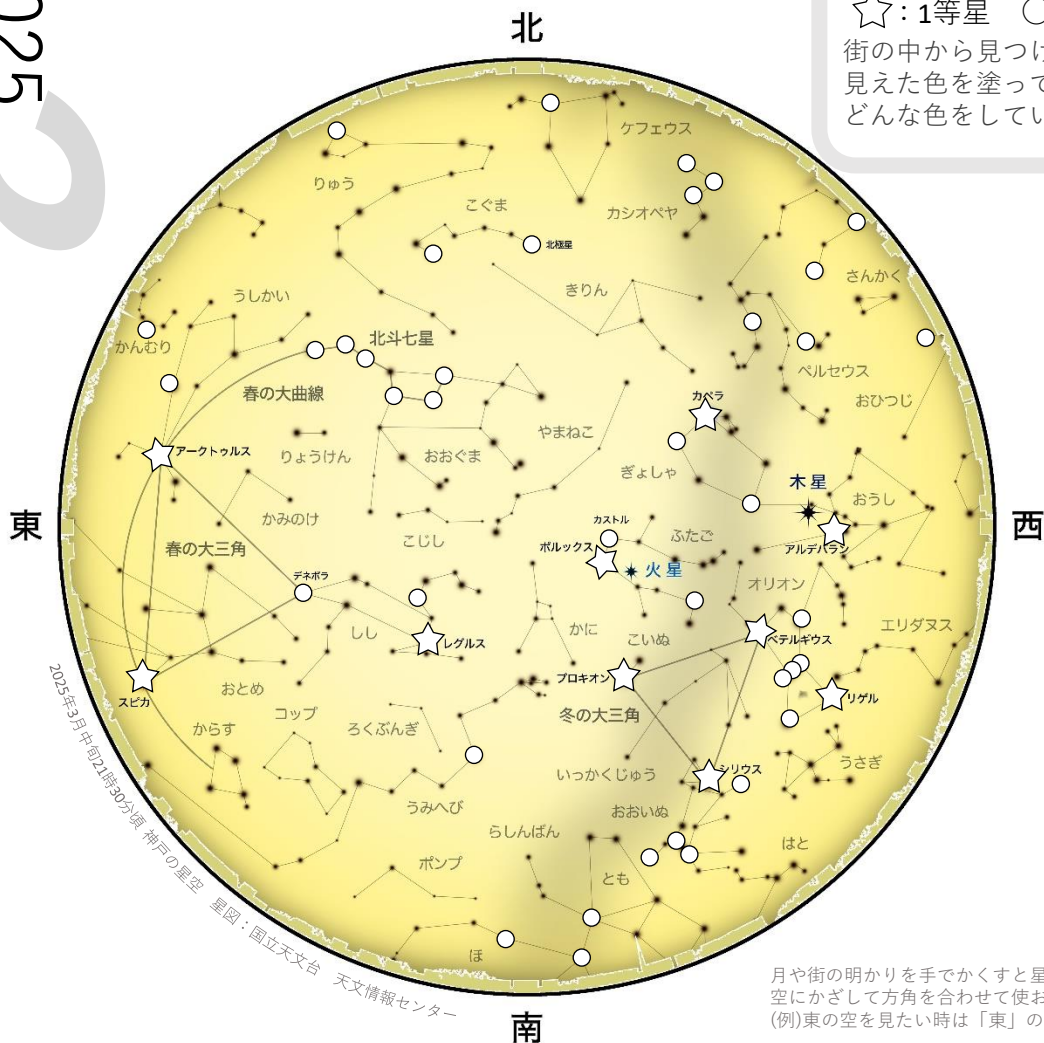 2025
☆:1等星 ○
街の中から見つけ
見えた色を塗って
どんな色をしてい
北
ケフェウス
りゅう
こぐま
カシオペヤ
北極星
さんかく
きりん
うしかい
かんむり
北斗七星
ペルセウス
春の大曲線
カペラ
おひつじ
やまねこ
アークトゥルス
りょうけん
おおぐま
ぎょしゃ
木星
おうし
東
かみのけ
カストル
西
こじし
ふたご
春の大三角
ポルックス
アルデバラン
火星
デネボラ
オリオン
しし
レグルス
かに
こいぬ
ベテルギウス
エリダヌス
プロキオン
おとめ
スピカ
リゲル
コップ
ろくぶんぎ
冬の大三角
からす
いっかくじゅう
シリウス
うさぎ
うみへび
おおいぬ
らしんばん
はと
ポンプ
とも
ほ
2025年3月中旬21時30分頃 神戸の星空 星図:国立天文台 天文情報センター
南
月や街の明かりを手でかくすと星
空にかざして方角を合わせて使お
(例)東の空を見たい時は「東」の